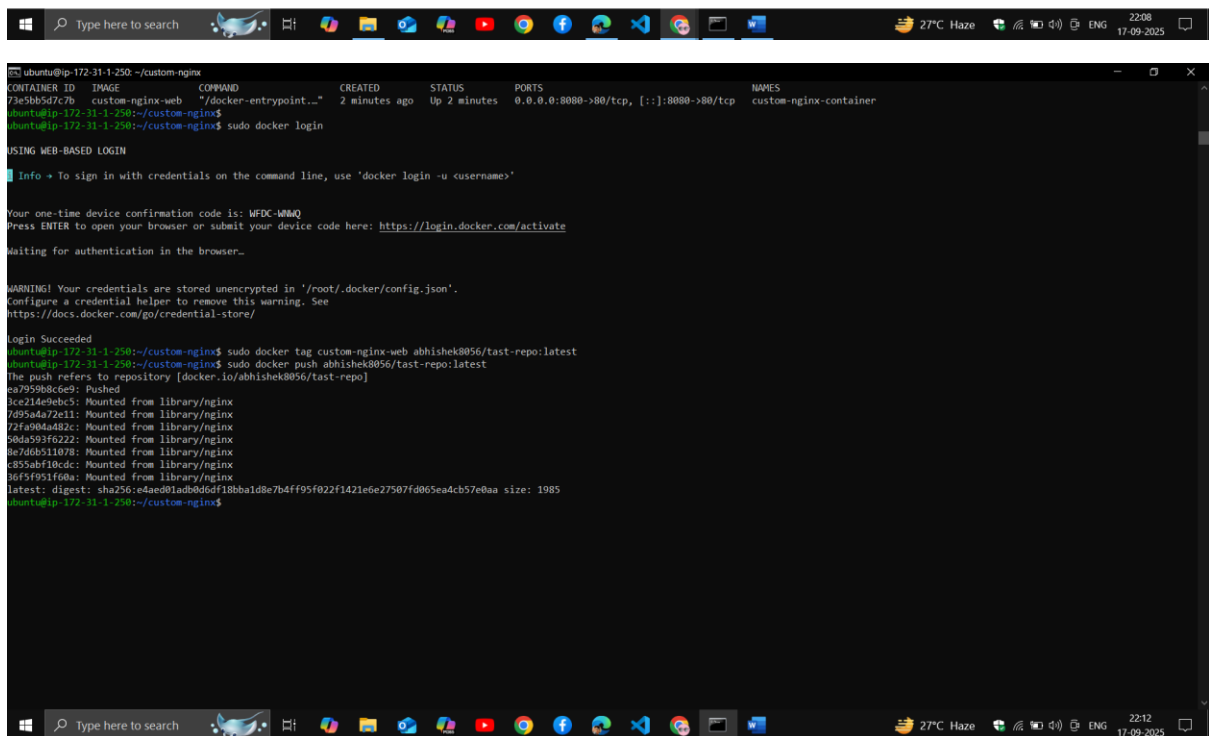 Type here to search
27°C Haze
ENG
22:08
17-09-2025
ubuntu@ip-172-31-1-250: ~/custom-nginx
CONTAINER ID IMAGE COMMAND CREATED STATUS PORTS NAMES
73e5bb5d7c7b custom-nginx-web "/docker-entrypoint.…" 2 minutes ago Up 2 minutes 0.0.0.0:8080->80/tcp, [::]:8080->80/tcp custom-nginx-container
ubuntu@ip-172-31-1-250:~/custom-nginx$
ubuntu@ip-172-31-1-250:~/custom-nginx$ sudo docker login
USING WEB-BASED LOGIN
Info → To sign in with credentials on the command line, use 'docker login -u <username>'
Your one-time device confirmation code is: WFDC-WNWQ
Press ENTER to open your browser or submit your device code here: https://login.docker.com/activate
Waiting for authentication in the browser…
WARNING! Your credentials are stored unencrypted in '/root/.docker/config.json'.
Configure a credential helper to remove this warning. See
https://docs.docker.com/go/credential-store/
Login Succeeded
ubuntu@ip-172-31-1-250:~/custom-nginx$ sudo docker tag custom-nginx-web abhishek8056/tast-repo:latest
ubuntu@ip-172-31-1-250:~/custom-nginx$ sudo docker push abhishek8056/tast-repo:latest
The push refers to repository [docker.io/abhishek8056/tast-repo]
ea7959b8c6e9: Pushed
3ce214e9ebc5: Mounted from library/nginx
7d95a4a72e11: Mounted from library/nginx
72fa904a482c: Mounted from library/nginx
50da593f6222: Mounted from library/nginx
8e7d6b511078: Mounted from library/nginx
c855abf10cdc: Mounted from library/nginx
36f5f951f60a: Mounted from library/nginx
latest: digest: sha256:e4aed01adb0d6df18bba1d8e7b4ff95f022f1421e6e27507fd065ea4cb57e0aa size: 1985
ubuntu@ip-172-31-1-250:~/custom-nginx$
Type here to search
27°C Haze
ENG
22:12
17-09-2025